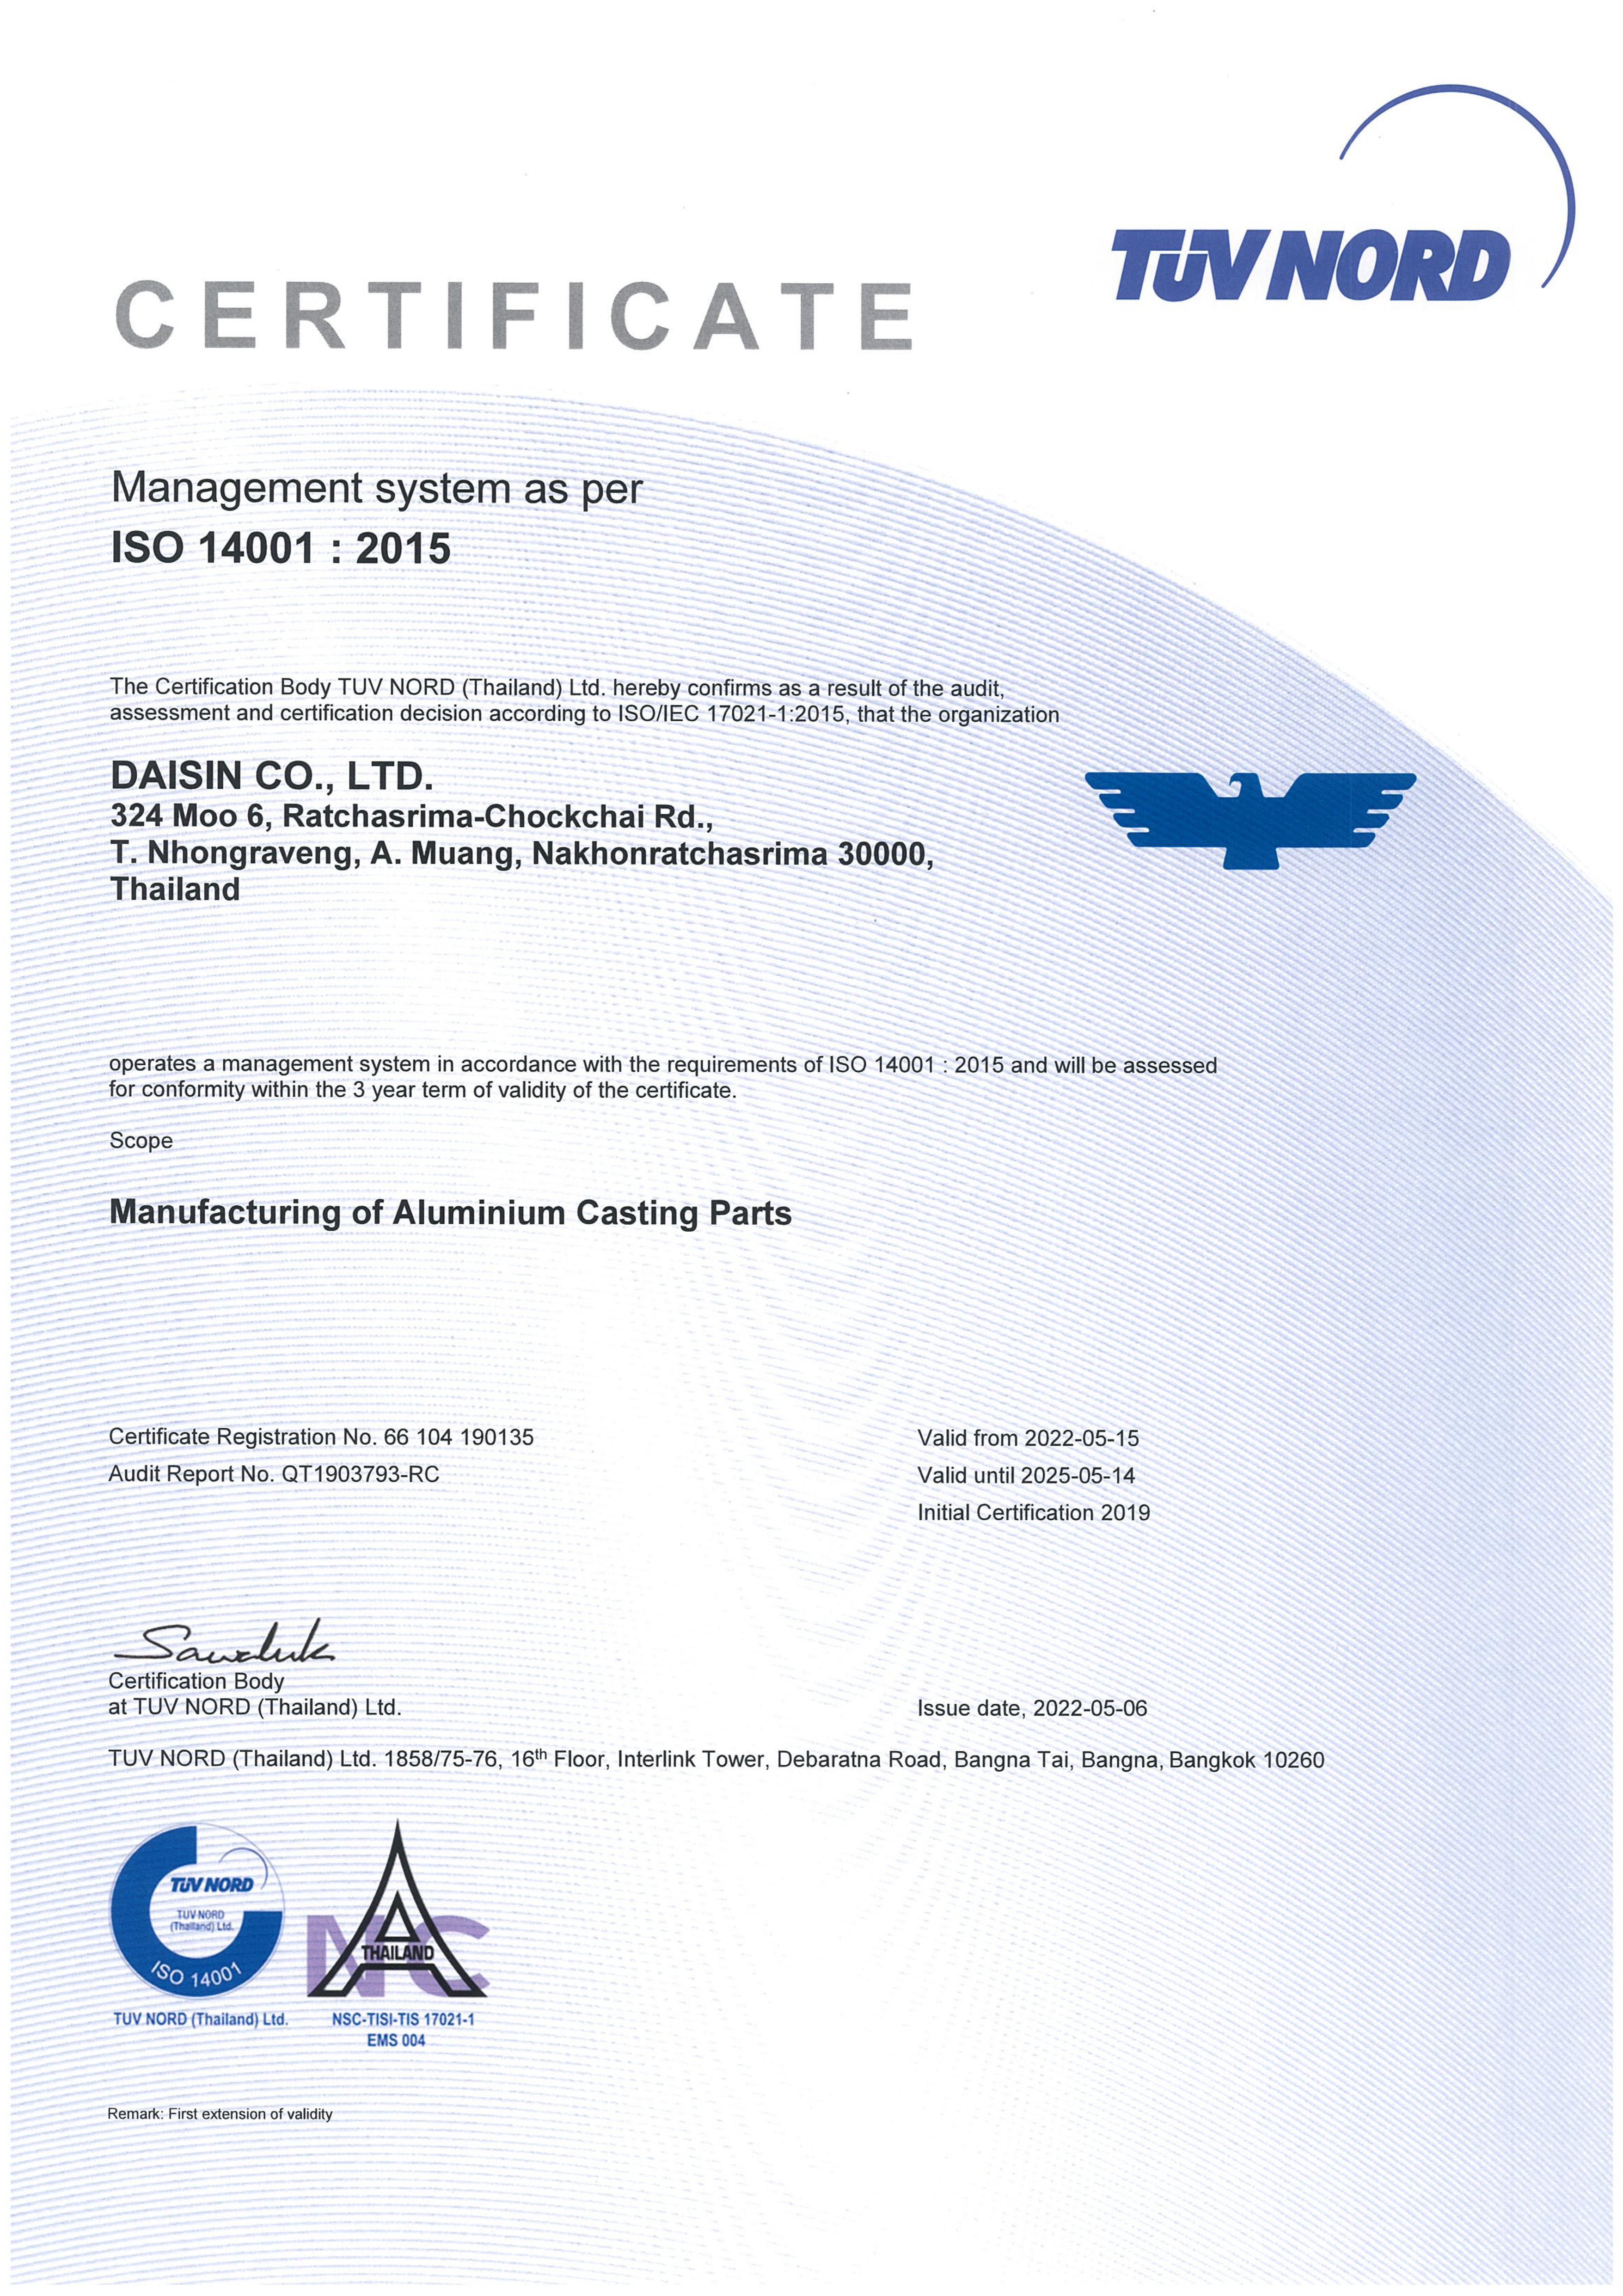 TÜV NORD
CERTIFICATE
Management system as per
ISO 14001 : 2015
The Certification Body TUV NORD (Thailand) Ltd. hereby confirms as a result of the audit,
assessment and certification decision according to ISO/IEC 17021-1:2015, that the organization
DAISIN CO., LTD.
324 Moo 6, Ratchasrima-Chockchai Rd.,
T. Nhongraveng, A. Muang, Nakhonratchasrima 30000,
Thailand
operates a management system in accordance with the requirements of ISO 14001 : 2015 and will be assessed
for conformity within the 3 year term of validity of the certificate.
Scope
Manufacturing of Aluminium Casting Parts
Certificate Registration No. 66 104 190135
Audit Report No. QT1903793-RC
Valid from 2022-05-15
Valid until 2025-05-14
Initial Certification 2019
Certification Body
at TUV NORD (Thailand) Ltd.
Issue date, 2022-05-06
TUV NORD (Thailand) Ltd. 1858/75-76, 16th Floor, Interlink Tower, Debaratna Road, Bangna Tai, Bangna, Bangkok 10260
TÜV NORD
TUV NORD
(Thailand) Ltd.
ISO 14001
TUV NORD (Thailand) Ltd.
NAC
THAILAND
NSC-TISI-TIS 17021-1
EMS 004
Remark: First extension of validity